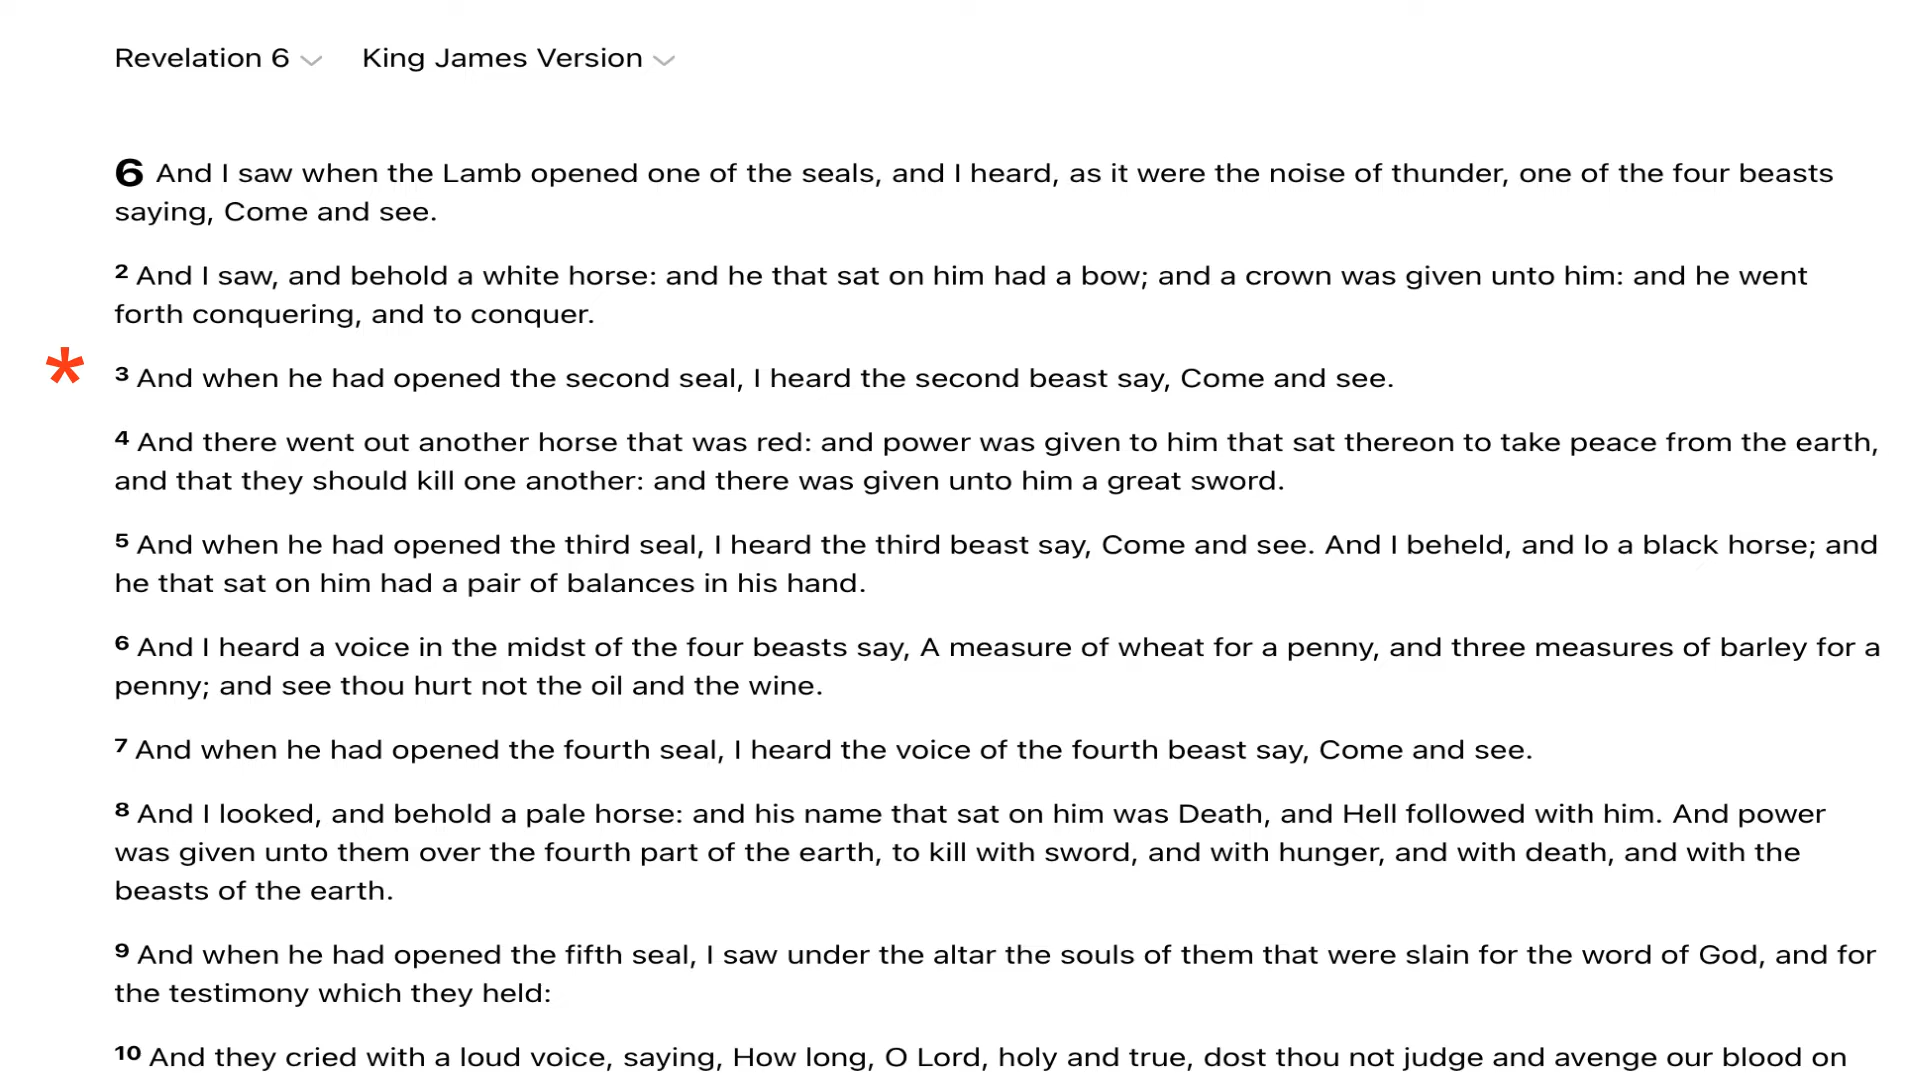 Revelation 6 King James Version
6 And I saw when the Lamb opened one of the seals, and I heard, as it were the noise of thunder, one of the four beasts
saying, Come and see.
2 And I saw, and behold a white horse: and he that sat on him had a bow; and a crown was given unto him: and he went
forth conquering, and to conquer.
* 3 And when he had opened the second seal, I heard the second beast say, Come and see.
4 And there went out another horse that was red: and power was given to him that sat thereon to take peace from the earth,
and that they should kill one another: and there was given unto him a great sword.
5 And when he had opened the third seal, I heard the third beast say, Come and see. And I beheld, and lo a black horse; and
he that sat on him had a pair of balances in his hand.
6 And I heard a voice in the midst of the four beasts say, A measure of wheat for a penny, and three measures of barley for a
penny; and see thou hurt not the oil and the wine.
7 And when he had opened the fourth seal, I heard the voice of the fourth beast say, Come and see.
8 And I looked, and behold a pale horse: and his name that sat on him was Death, and Hell followed with him. And power
was given unto them over the fourth part of the earth, to kill with sword, and with hunger, and with death, and with the
beasts of the earth.
9 And when he had opened the fifth seal, I saw under the altar the souls of them that were slain for the word of God, and for
the testimony which they held:
10 And they cried with a loud voice, saying, How long, O Lord, holy and true, dost thou not judge and avenge our blood on